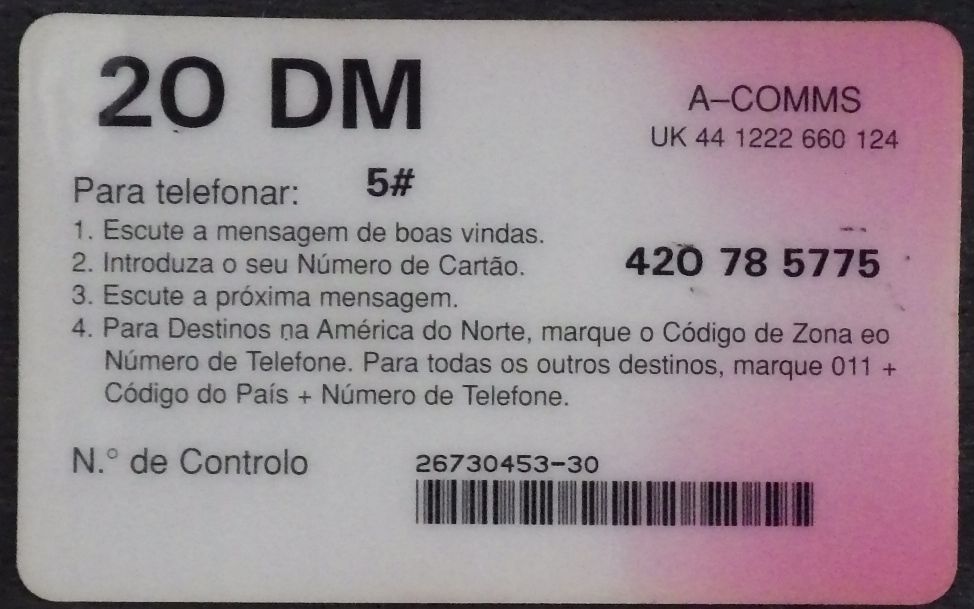 20 DM
A–COMMS
UK 44 1222 660 124
Para telefonar: 5#
1. Escute a mensagem de boas vindas.
2. Introduza o seu Número de Cartão.
420 78 5775
3. Escute a próxima mensagem.
4. Para Destinos na América do Norte, marque o Código de Zona eo
Número de Telefone. Para todas os outros destinos, marque 011 +
Código do País + Número de Telefone.
N.° de Controlo 26730453-30